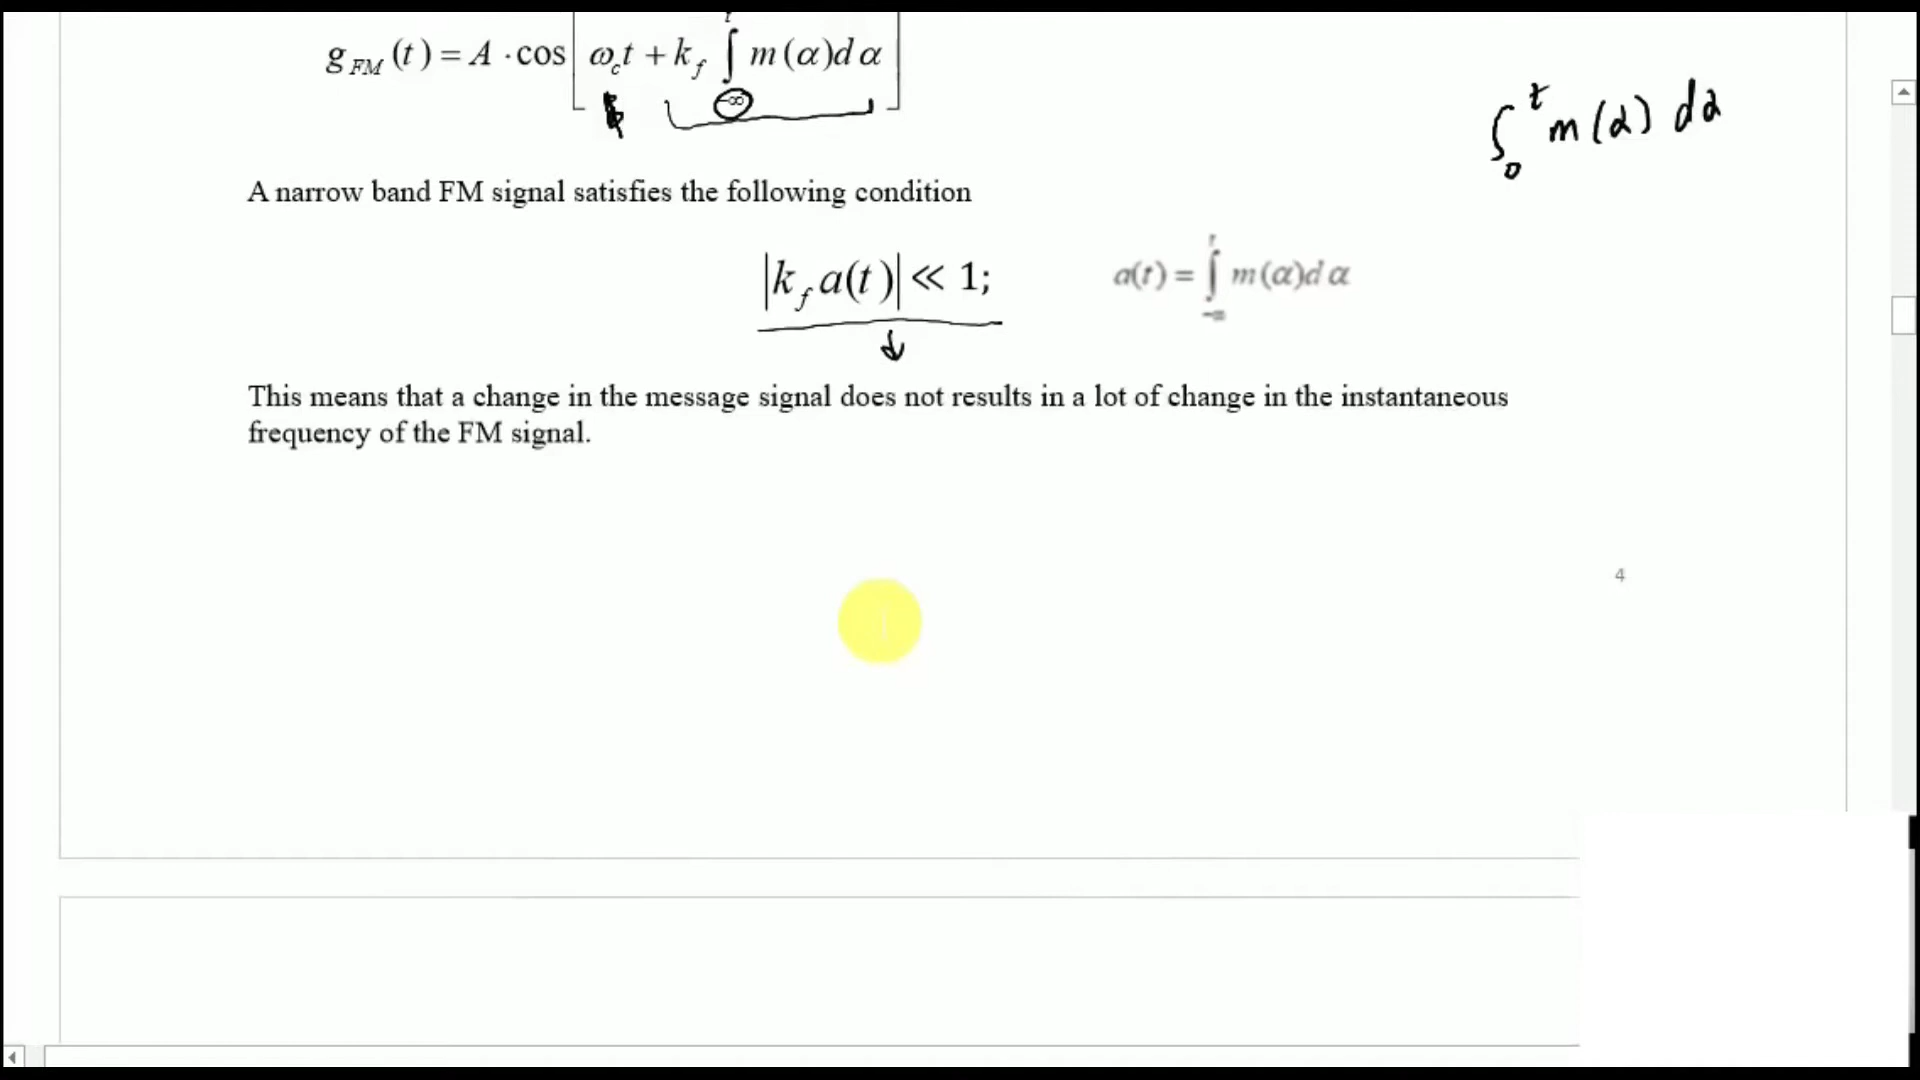 g_FM (t) = A · cos [ ω_c t + k_f ∫_{-∞}^{t} m(α)dα ]
∫_0^t m(α) dα
A narrow band FM signal satisfies the following condition
|k_f a(t)| ≪ 1;
a(t) = ∫_{-∞}^{t} m(α)dα
This means that a change in the message signal does not results in a lot of change in the instantaneous
frequency of the FM signal.
4